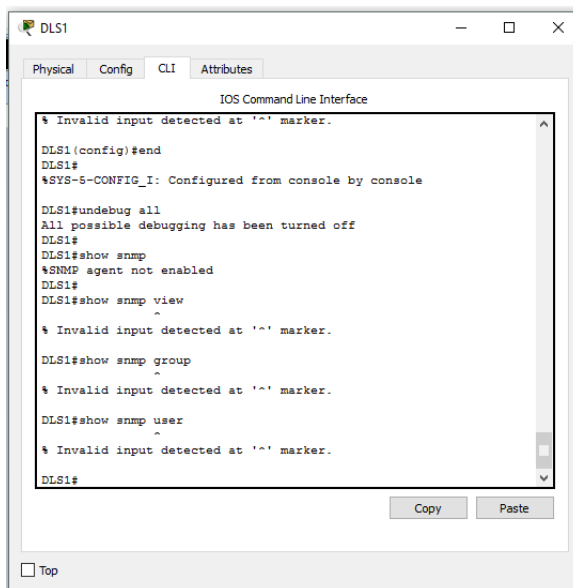 DLS1
Physical Config CLI Attributes
IOS Command Line Interface
% Invalid input detected at '^' marker.
DLS1(config)#end
DLS1#
%SYS-5-CONFIG_I: Configured from console by console
DLS1#undebug all
All possible debugging has been turned off
DLS1#
DLS1#show snmp
%SNMP agent not enabled
DLS1#
DLS1#show snmp view
^
% Invalid input detected at '^' marker.
DLS1#show snmp group
^
% Invalid input detected at '^' marker.
DLS1#show snmp user
^
% Invalid input detected at '^' marker.
DLS1#
Copy Paste
Top